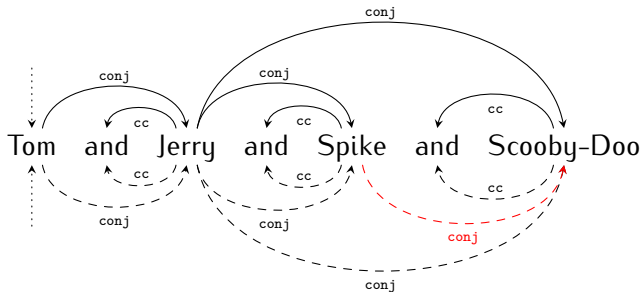 conj
conj conj
cc cc cc
Tom and Jerry and Spike and Scooby-Doo
cc cc cc
conj conj conj
conj